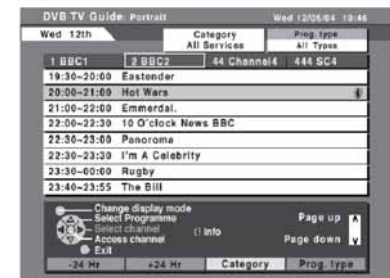 DVB TV Guide: Portrait Wed 12/05/04 10:46
Wed 12th Category Prog. type
All Services All Types
1 BBC1 2 BBC2 44 Channel4 444 SC4
19:30~20:00 Eastender
20:00~21:00 Hot Wars
21:00~22:00 Emmerdal.
22:00~22:30 10 O'clock News BBC
22:30~23:00 Panoroma
22:30~23:30 I'm A Celebrity
23:30~00:00 Rugby
23:40~23:55 The Bill
Change display mode
Select Programme Page up
Select channel Info
Access channel Page down
Exit
-24 Hr +24 Hr Category Prog. type